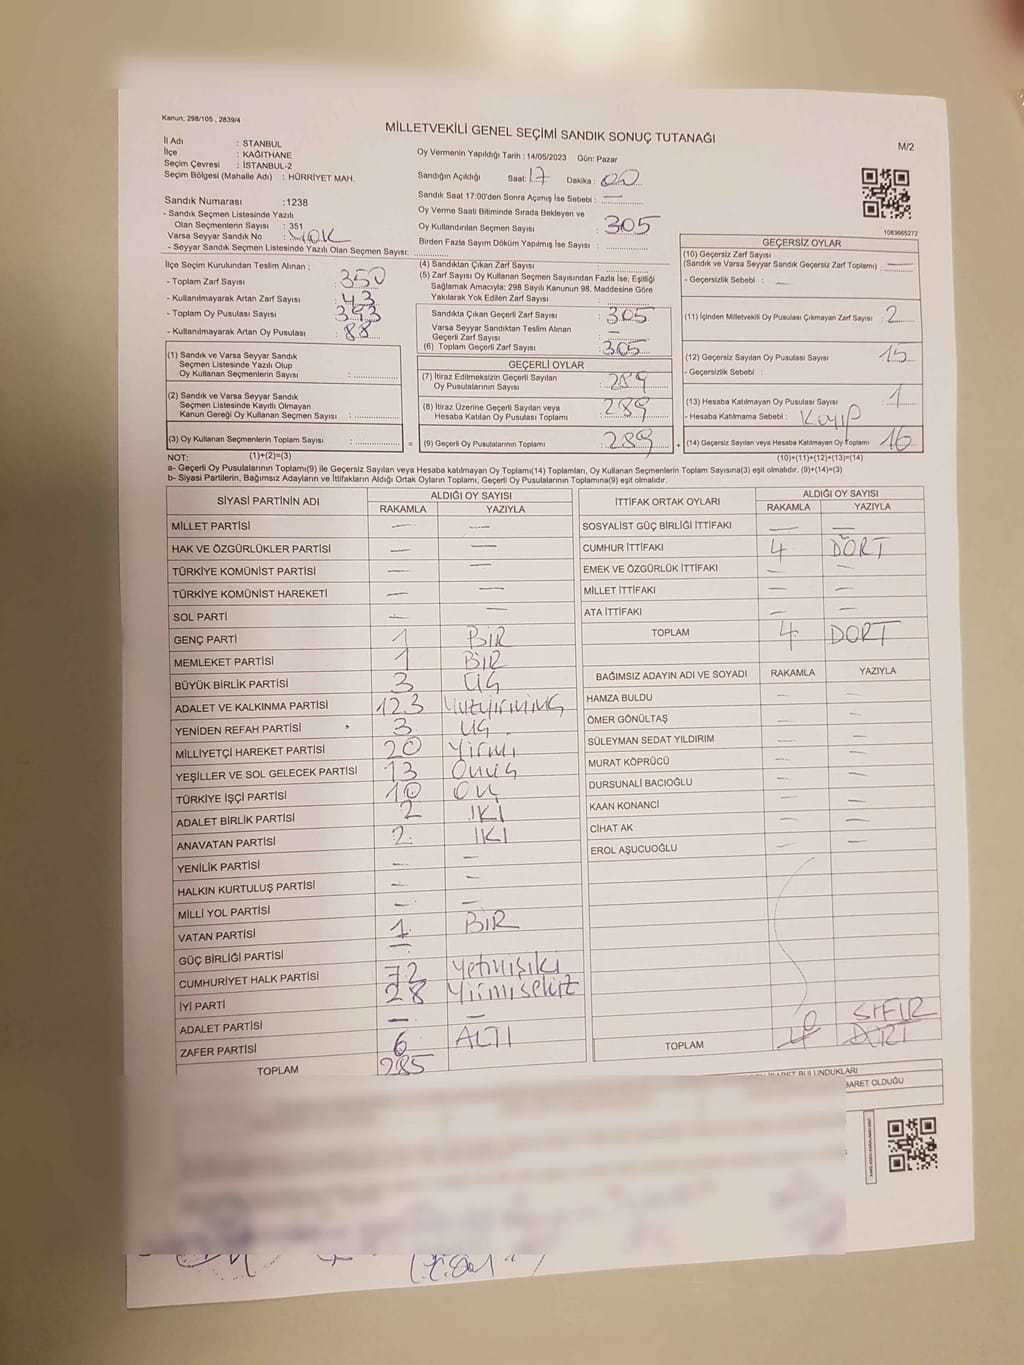 Kanun; 298/105 , 2839/4
MİLLETVEKİLİ GENEL SEÇİMİ SANDIK SONUÇ TUTANAĞI
M/2
İl Adı : STANBUL
İlçe : KAĞITHANE
Seçim Çevresi : İSTANBUL-2
Seçim Bölgesi (Mahalle Adı) : HÜRRİYET MAH.
Oy Vermenin Yapıldığı Tarih : 14/05/2023 Gün: Pazar
Sandığın Açıldığı Saat: 17 Dakika: 00
Sandık Saat 17:00'den Sonra Açımış İse Sebebi : —
Sandık Numarası :1238
- Sandık Seçmen Listesinde Yazılı
Olan Seçmenlerin Sayısı : 351
Varsa Seyyar Sandık No : YOK
- Seyyar Sandık Seçmen Listesinde Yazılı Olan Seçmen Sayısı:
Oy Verme Saati Bitiminde Sırada Bekleyen ve
Oy Kullandırılan Seçmen Sayısı : 305
Birden Fazla Sayım Döküm Yapılmış İse Sayısı :
1083665272
İlçe Seçim Kurulundan Teslim Alınan ;
- Toplam Zarf Sayısı : 350
- Kullanılmayarak Artan Zarf Sayısı : 43
- Toplam Oy Pusulası Sayısı : 393
- Kullanılmayarak Artan Oy Pusulası : 88
(4) Sandıktan Çıkan Zarf Sayısı :
(5) Zarf Sayısı Oy Kullanan Seçmen Sayısından Fazla İse, Eşitliği
Sağlamak Amacıyla; 298 Sayılı Kanunun 98. Maddesine Göre
Yakılarak Yok Edilen Zarf Sayısı :
Sandıkta Çıkan Geçerli Zarf Sayısı : 305
Varsa Seyyar Sandıktan Teslim Alınan
Geçerli Zarf Sayısı : —
(6) Toplam Geçerli Zarf Sayısı : 305
GEÇERSİZ OYLAR
(10) Geçersiz Zarf Sayısı
(Sandık ve Varsa Seyyar Sandık Geçersiz Zarf Toplamı) : —
- Geçersizlik Sebebi : —
(11) İçinden Milletvekili Oy Pusulası Çıkmayan Zarf Sayısı : 2
(12) Geçersiz Sayılan Oy Pusulası Sayısı : 15
- Geçersizlik Sebebi :
(13) Hesaba Katılmayan Oy Pusulası Sayısı : 1
- Hesaba Katılmama Sebebi : Kayıp
(14) Geçersiz Sayılan veya Hesaba Katılmayan Oy Toplamı : 16
(10)+(11)+(12)+(13)=(14)
(1) Sandık ve Varsa Seyyar Sandık
Seçmen Listesinde Yazılı Olup
Oy Kullanan Seçmenlerin Sayısı :
(2) Sandık ve Varsa Seyyar Sandık
Seçmen Listesinde Kayıtlı Olmayan
Kanun Gereği Oy Kullanan Seçmen Sayısı :
(3) Oy Kullanan Seçmenlerin Toplam Sayısı : =
GEÇERLİ OYLAR
(7) İtiraz Edilmeksizin Geçerli Sayılan
Oy Pusulalarının Sayısı : 289
(8) İtiraz Üzerine Geçerli Sayılan veya
Hesaba Katılan Oy Pusulası Toplamı : 289
(9) Geçerli Oy Pusulalarının Toplamı : 289 +
NOT: (1)+(2)=(3)
a- Geçerli Oy Pusulalarının Toplamı(9) ile Geçersiz Sayılan veya Hesaba katılmayan Oy Toplamı(14) Toplamları, Oy Kullanan Seçmenlerin Toplam Sayısına(3) eşit olmalıdır. (9)+(14)=(3)
b- Siyasi Partilerin, Bağımsız Adayların ve İttifakların Aldığı Ortak Oyların Toplamı, Geçerli Oy Pusulalarının Toplamına(9) eşit olmalıdır.
SİYASİ PARTİNİN ADI ALDIĞI OY SAYISI
RAKAMLA YAZIYLA
MİLLET PARTİSİ — —
HAK VE ÖZGÜRLÜKLER PARTİSİ — —
TÜRKİYE KOMÜNİST PARTİSİ — —
TÜRKİYE KOMÜNİST HAREKETİ — —
SOL PARTİ — —
GENÇ PARTİ 1 BİR
MEMLEKET PARTİSİ 1 BİR
BÜYÜK BİRLİK PARTİSİ 3 ÜÇ
ADALET VE KALKINMA PARTİSİ 123
YENİDEN REFAH PARTİSİ 3 ÜÇ
MİLLİYETÇİ HAREKET PARTİSİ 20 Yirmi
YEŞİLLER VE SOL GELECEK PARTİSİ 13 Onüç
TÜRKİYE İŞÇİ PARTİSİ 10
ADALET BİRLİK PARTİSİ 2 İKİ
ANAVATAN PARTİSİ 2 İKİ
YENİLİK PARTİSİ — —
HALKIN KURTULUŞ PARTİSİ — —
MİLLİ YOL PARTİSİ — —
VATAN PARTİSİ 1 BİR
GÜÇ BİRLİĞİ PARTİSİ —
CUMHURİYET HALK PARTİSİ 72 Yetmişiki
İYİ PARTİ 28 Yirmisekiz
ADALET PARTİSİ — —
ZAFER PARTİSİ 6 ALTI
TOPLAM 285
İTTİFAK ORTAK OYLARI ALDIĞI OY SAYISI
RAKAMLA YAZIYLA
SOSYALİST GÜÇ BİRLİĞİ İTTİFAKI — —
CUMHUR İTTİFAKI 4 DÖRT
EMEK VE ÖZGÜRLÜK İTTİFAKI — —
MİLLET İTTİFAKI — —
ATA İTTİFAKI — —
TOPLAM 4 DORT
BAĞIMSIZ ADAYIN ADI VE SOYADI RAKAMLA YAZIYLA
HAMZA BULDU — —
ÖMER GÖNÜLTAŞ — —
SÜLEYMAN SEDAT YILDIRIM — —
MURAT KÖPRÜCÜ — —
DURSUNALİ BACIOĞLU — —
KAAN KONANCİ — —
CİHAT AK — —
EROL AŞUCUOĞLU — —
TOPLAM 0 SIFIR
BULUNDUKLARI
BARET OLDUĞU